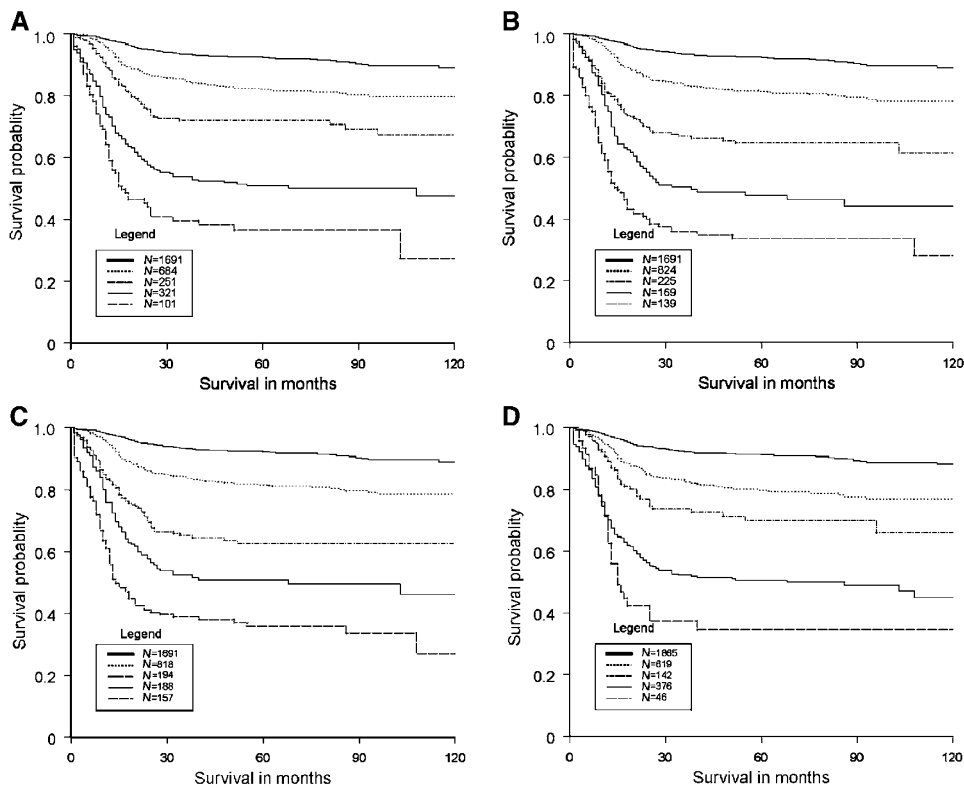 A
1.0
0.8
0.6
0.4
0.2
0
Survival probablity
Legend
N=1691
N=684
N=251
N=321
N=101
0 30 60 90 120
Survival in months
B
1.0
0.8
0.6
0.4
0.2
0
Survival probablity
Legend
N=1691
N=824
N=225
N=169
N=139
0 30 60 90 120
Survival in months
C
1.0
0.8
0.6
0.4
0.2
0
Survival probablity
Legend
N=1691
N=818
N=194
N=188
N=157
0 30 60 90 120
Survival in months
D
1.0
0.8
0.6
0.4
0.2
0
Survival probablity
Legend
N=1865
N=619
N=142
N=376
N=46
0 30 60 90 120
Survival in months